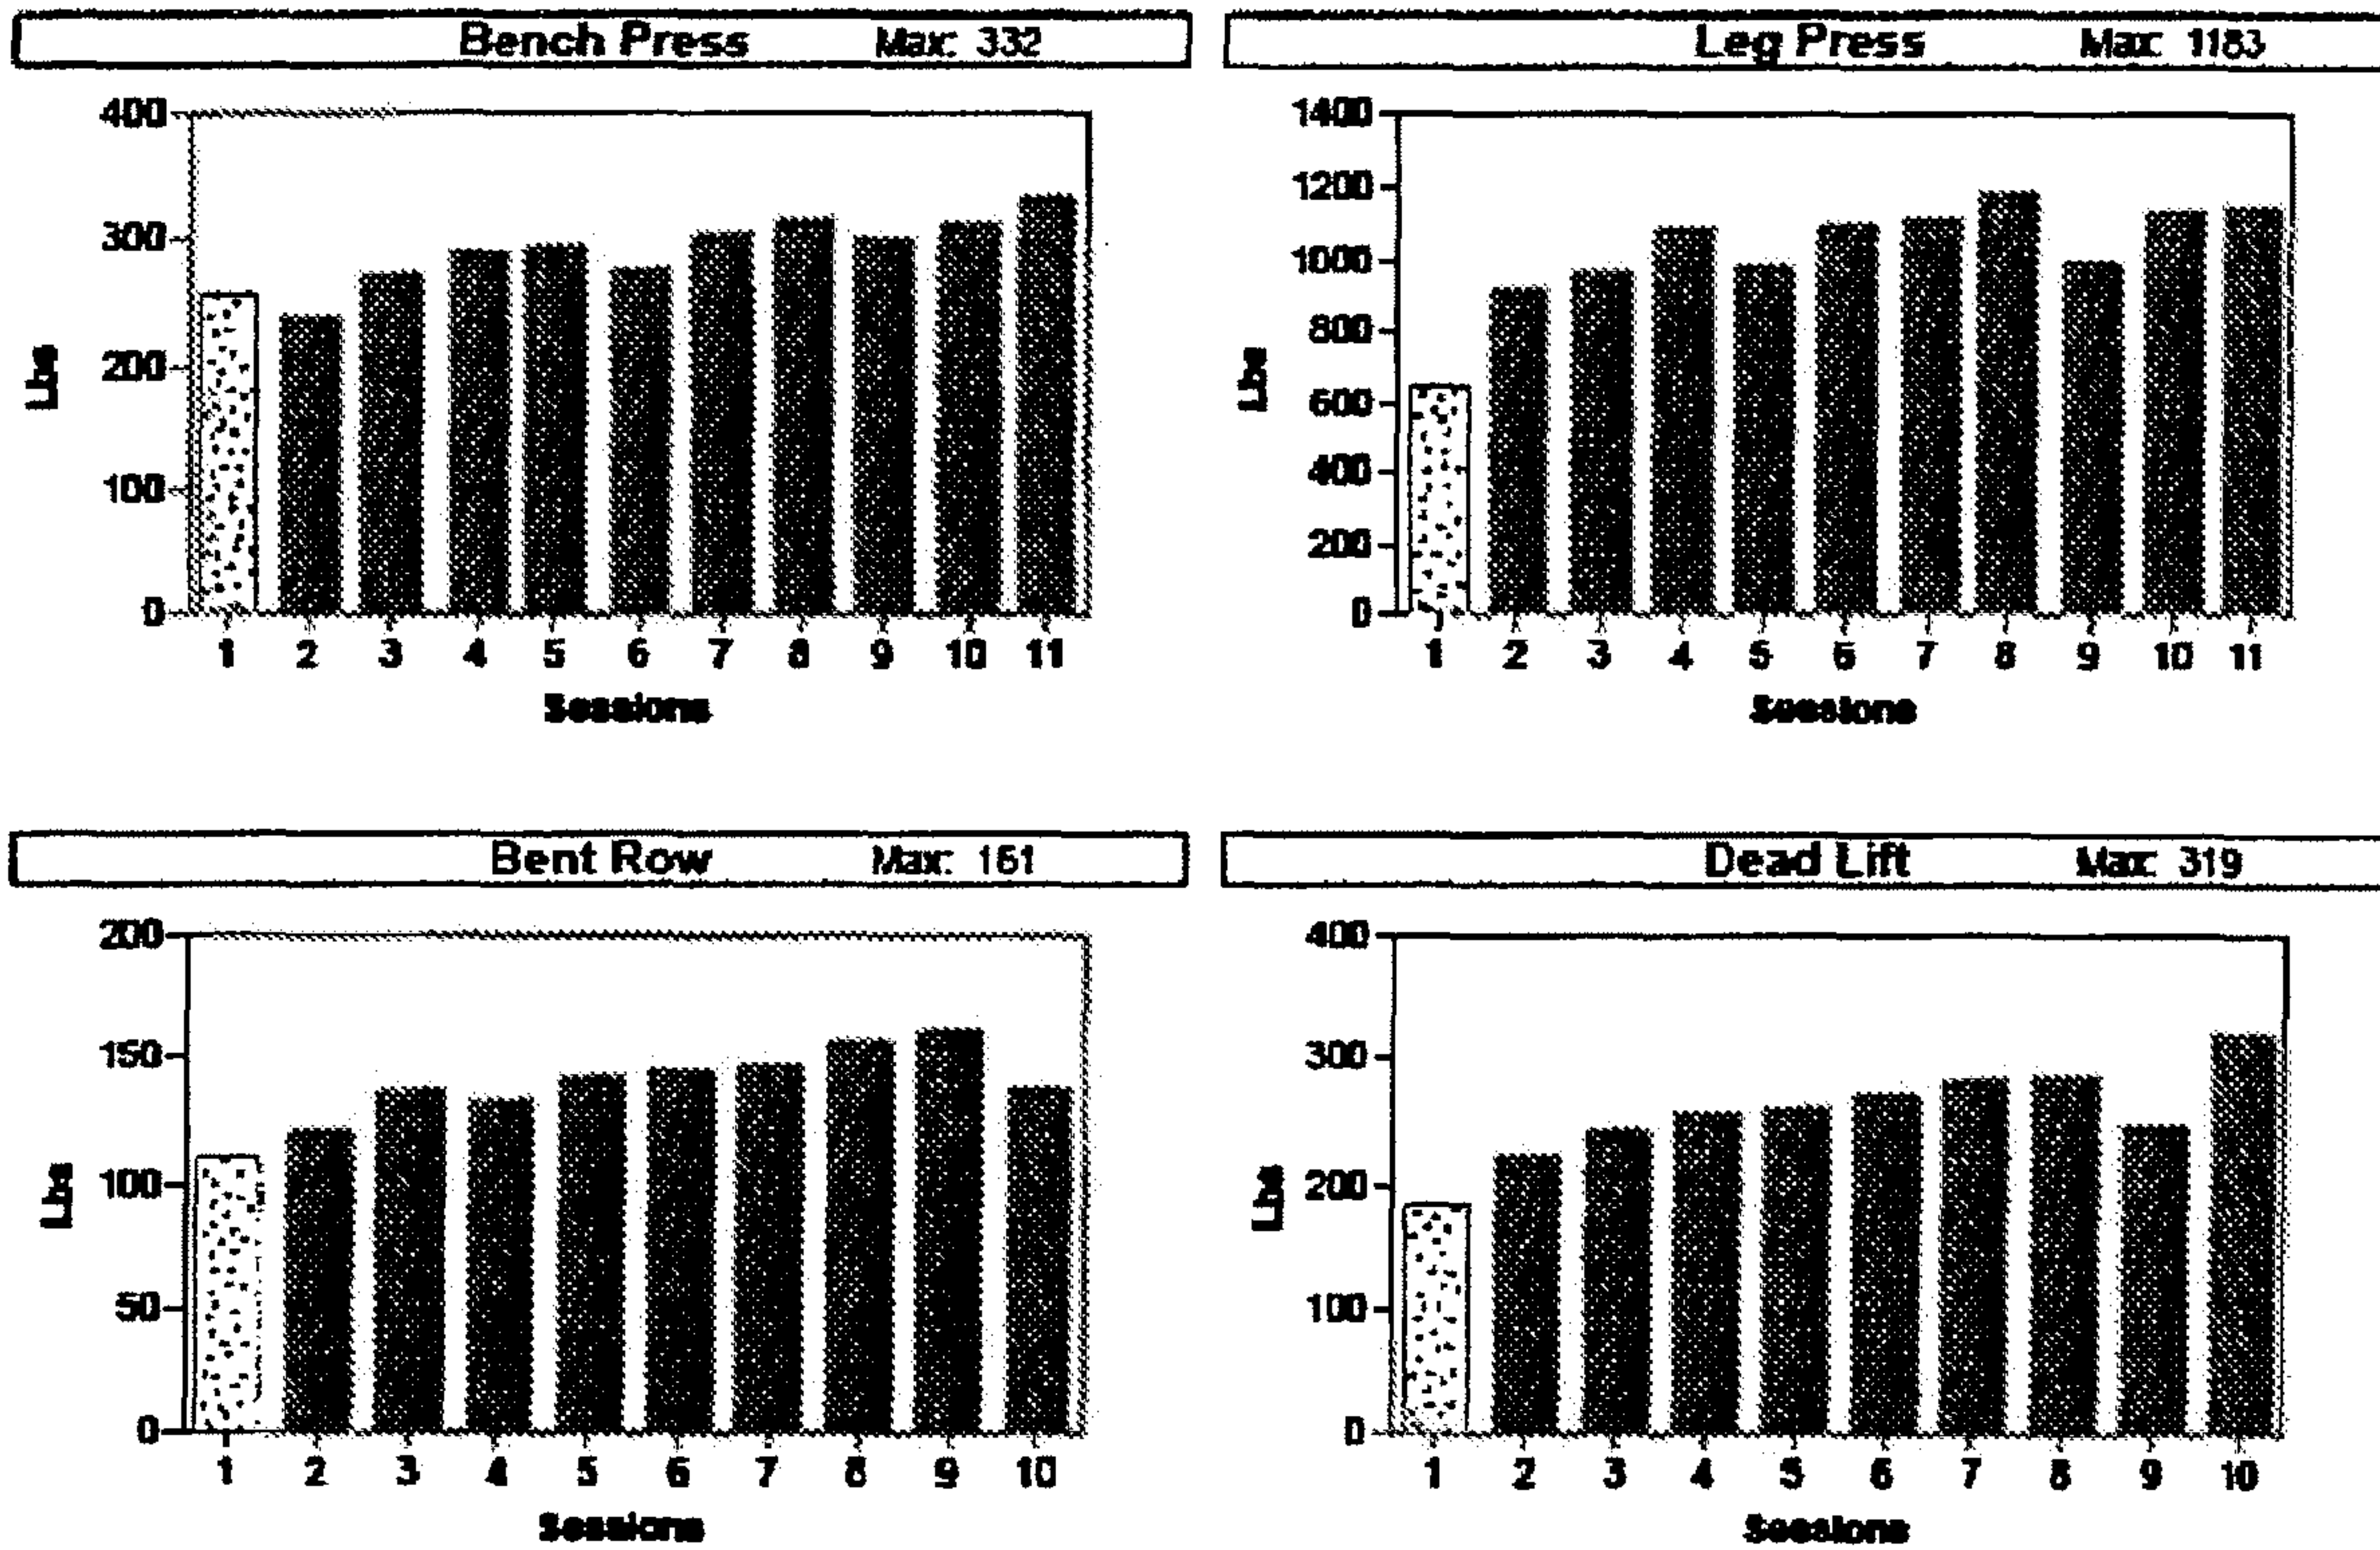 Bench Press Max: 332
400
300
200
100
0
Lbs
1 2 3 4 5 6 7 8 9 10 11
Sessions
Leg Press Max: 1183
1400
1200
1000
800
600
400
200
0
Lbs
1 2 3 4 5 6 7 8 9 10 11
Sessions
Bent Row Max: 161
200
150
100
50
0
Lbs
1 2 3 4 5 6 7 8 9 10
Sessions
Dead Lift Max: 319
400
300
200
100
0
Lbs
1 2 3 4 5 6 7 8 9 10
Sessions